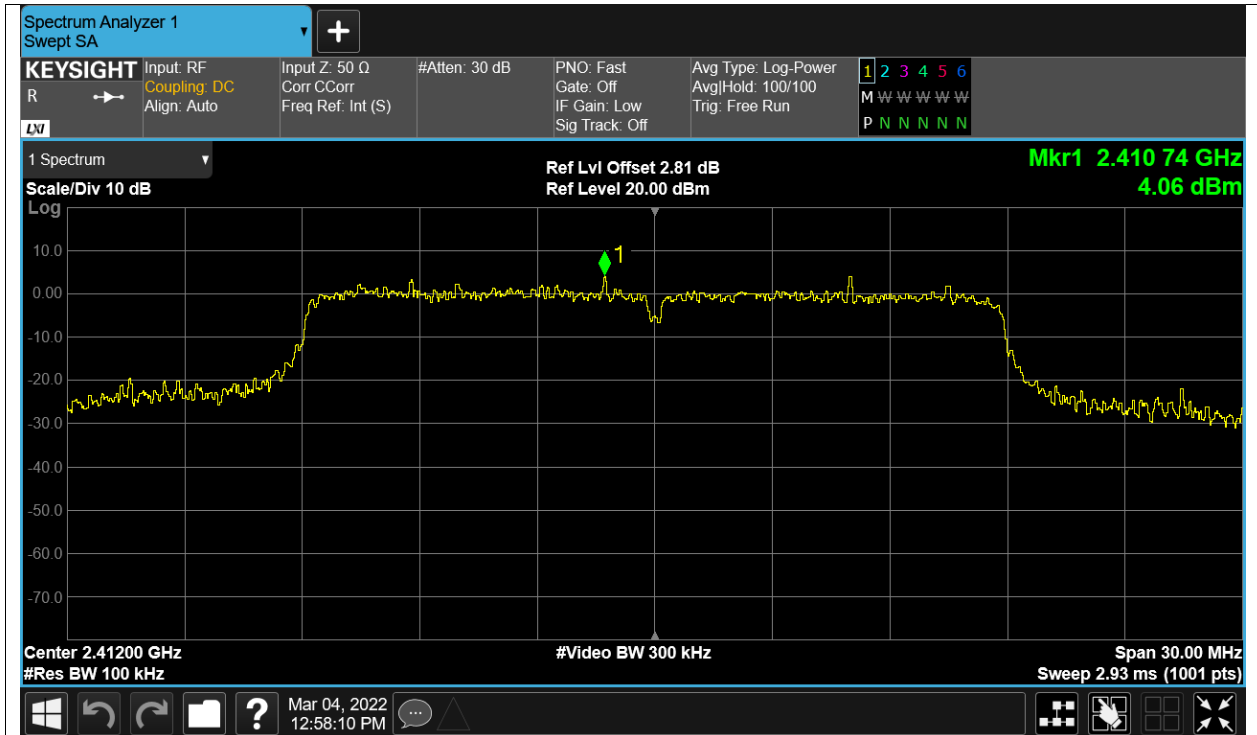 Spectrum Analyzer 1
Swept SA
KEYSIGHT
R
LXI
Input: RF
Coupling: DC
Align: Auto
Input Z: 50 Ω
Corr CCorr
Freq Ref: Int (S)
#Atten: 30 dB
PNO: Fast
Gate: Off
IF Gain: Low
Sig Track: Off
Avg Type: Log-Power
Avg|Hold: 100/100
Trig: Free Run
1 2 3 4 5 6
M W W W W W
P N N N N N
1 Spectrum
Scale/Div 10 dB
Log
Ref Lvl Offset 2.81 dB
Ref Level 20.00 dBm
Mkr1 2.410 74 GHz
4.06 dBm
10.0
0.00
-10.0
-20.0
-30.0
-40.0
-50.0
-60.0
-70.0
1
Center 2.41200 GHz
#Res BW 100 kHz
#Video BW 300 kHz
Span 30.00 MHz
Sweep 2.93 ms (1001 pts)
?
Mar 04, 2022
12:58:10 PM